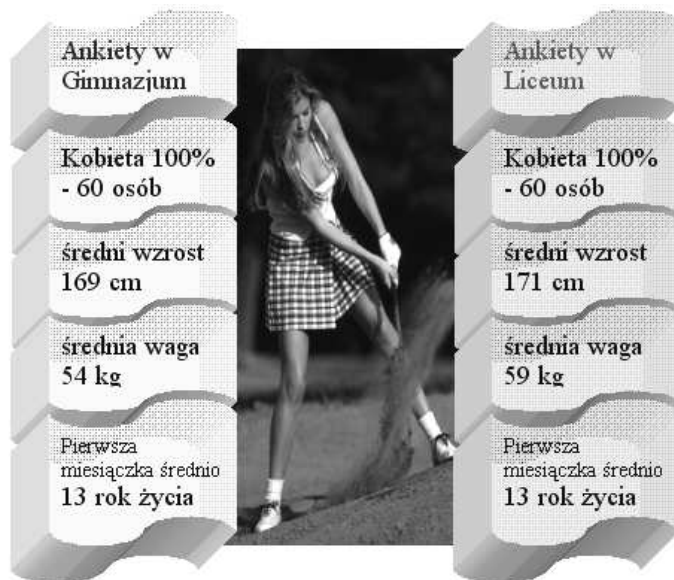 Ankiety w
Gimnazjum
Kobieta 100%
- 60 osób
średni wzrost
169 cm
średnia waga
54 kg
Pierwsza
miesiączka średnio
13 rok życia
Ankiety w
Liceum
Kobieta 100%
- 60 osób
średni wzrost
171 cm
średnia waga
59 kg
Pierwsza
miesiączka średnio
13 rok życia